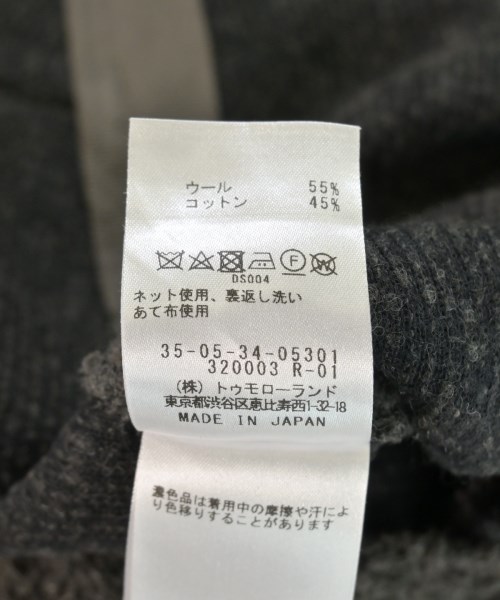 ウール 55%
コットン 45%
F W
DS004
ネット使用、裏返し洗い
あて布使用
35-05-34-05301
320003 R-01
(株) トゥモローランド
東京都渋谷区恵比寿西1-32-18
MADE IN JAPAN
濃色品は着用中の摩擦や汗によ
り色移りすることがあります